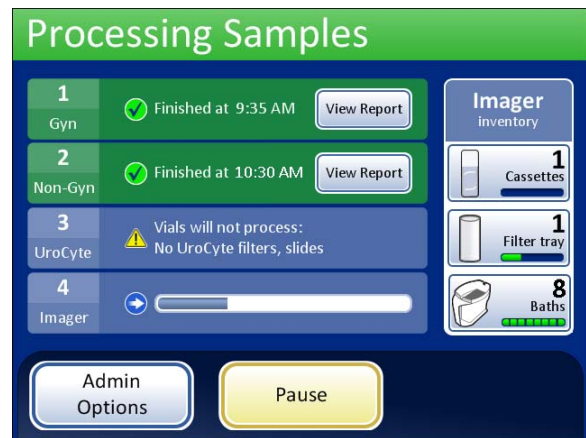 Processing Samples
1
Gyn
Finished at 9:35 AM
View Report
2
Non-Gyn
Finished at 10:30 AM
View Report
3
UroCyte
Vials will not process:
No UroCyte filters, slides
4
Imager
Imager
inventory
1
Cassettes
1
Filter tray
8
Baths
Admin
Options
Pause